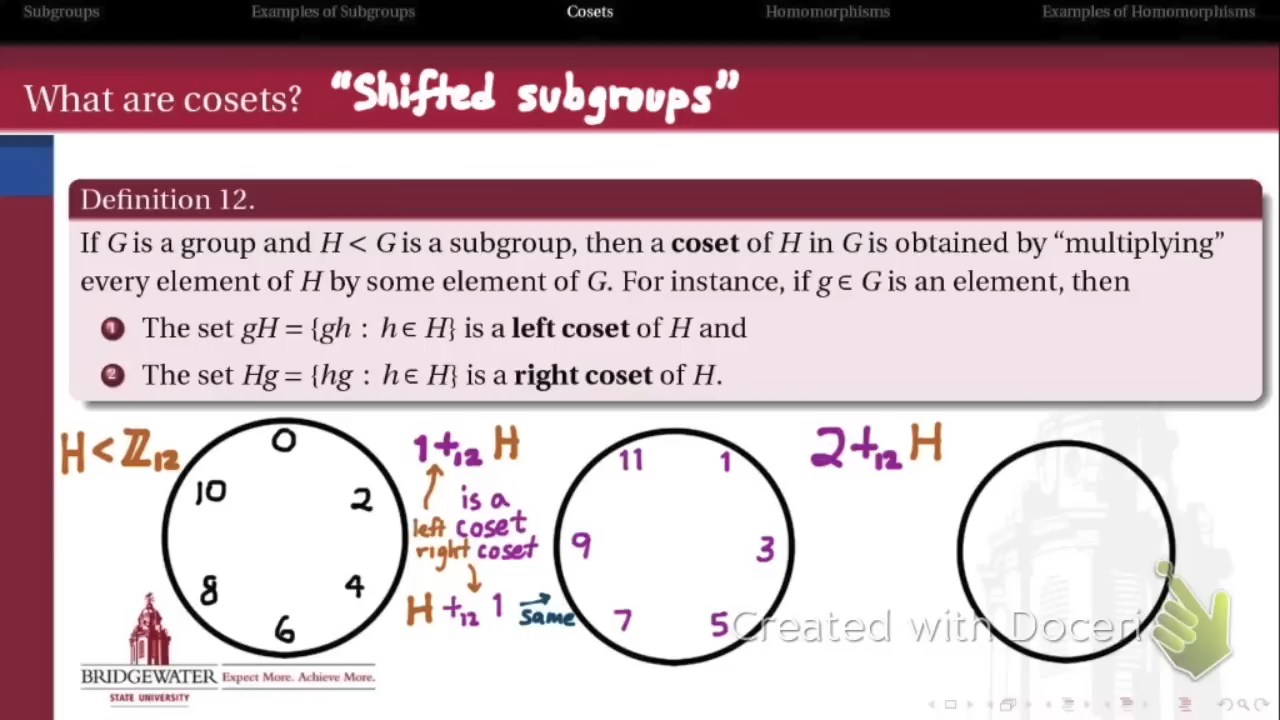 Subgroups Examples of Subgroups Cosets Homomorphisms Examples of Homomorphisms
What are cosets? "Shifted subgroups"
Definition 12.
If G is a group and H < G is a subgroup, then a coset of H in G is obtained by “multiplying”
every element of H by some element of G. For instance, if g ∈ G is an element, then
1 The set gH = {gh : h ∈ H} is a left coset of H and
2 The set Hg = {hg : h ∈ H} is a right coset of H.
H < ℤ₁₂
0
2
4
6
8
10
1 +₁₂ H
is a
left coset
right coset
H +₁₂ 1 same
11 1
9 3
7 5
2 +₁₂ H
Created with Doceri
BRIDGEWATER Expect More. Achieve More.
STATE UNIVERSITY